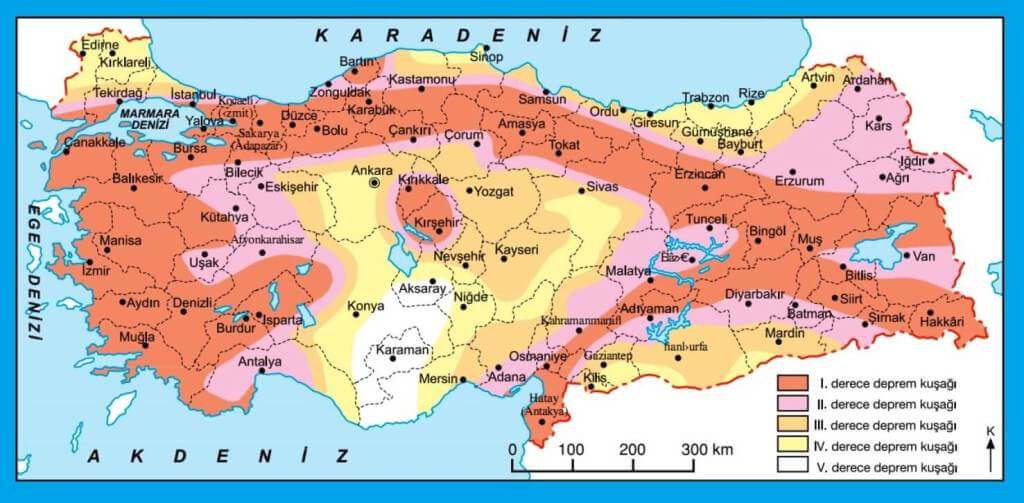 KARADENİZ
Edirne
Kırklareli
Tekirdağ
İstanbul
MARMARA
DENİZİ
Yalova
Kocaeli
(İzmit)
Sakarya
(Adapazarı)
Düzce
Bolu
Zonguldak
Bartın
Karabük
Kastamonu
Sinop
Samsun
Ordu
Giresun
Trabzon
Rize
Artvin
Ardahan
Kars
Iğdır
Ağrı
Gümüşhane
Bayburt
Erzincan
Erzurum
Çanakkale
Bursa
Bilecik
Balıkesir
Eskişehir
Kütahya
Ankara
Kırıkkale
Çankırı
Çorum
Amasya
Tokat
Yozgat
Sivas
Kırşehir
EGE DENİZİ
Manisa
İzmir
Uşak
Afyonkarahisar
Aydın
Denizli
Muğla
Burdur
Isparta
Antalya
Konya
Aksaray
Nevşehir
Kayseri
Niğde
Karaman
Mersin
Adana
Osmaniye
Hatay
(Antakya)
Malatya
Tunceli
Bingöl
Muş
Bitlis
Van
Adıyaman
Diyarbakır
Batman
Siirt
Şırnak
Hakkâri
Mardin
Gaziantep
Kilis
AKDENİZ
I. derece deprem kuşağı
II. derece deprem kuşağı
III. derece deprem kuşağı
IV. derece deprem kuşağı
V. derece deprem kuşağı
K
0 100 200 300 km